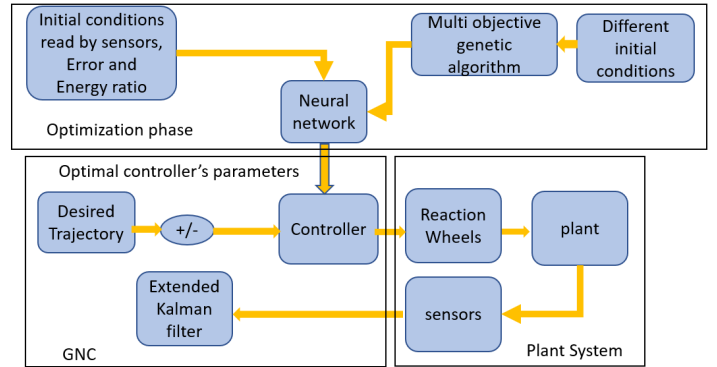 Initial conditions
read by sensors,
Error and
Energy ratio
Multi objective
genetic
algorithm
Different
initial
conditions
Neural
network
Optimization phase
Optimal controller's parameters
Desired
Trajectory
+/-
Controller
Reaction
Wheels
plant
Extended
Kalman
filter
sensors
GNC
Plant System